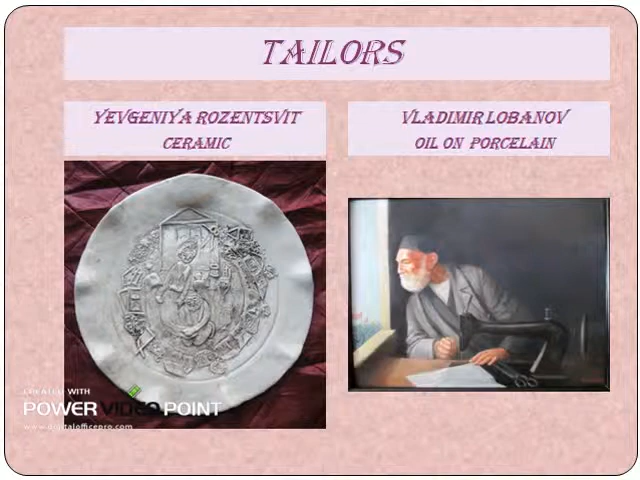 TAILORS
YEVGENIYA ROZENTSVIT
CERAMIC
VLADIMIR LOBANOV
OIL ON PORCELAIN
CREATED WITH
POWER VIDEO POINT
www.digitalofficepro.com